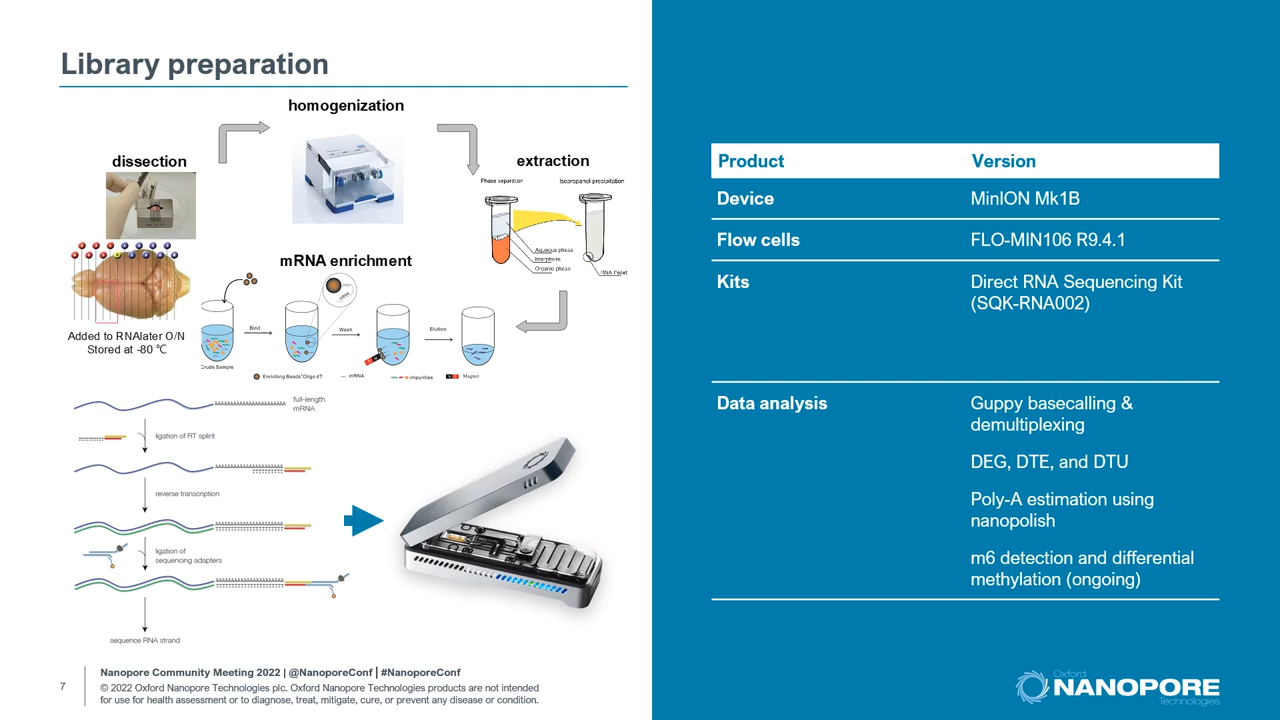 Library preparation
homogenization
dissection
extraction
Phase separation
Isopropanol precipitation
Aqueous phase
Interphase
Organic phase
RNA Pellet
mRNA enrichment
Added to RNAlater O/N
Stored at -80 ℃
mRNA
Bind
Wash
Elution
Crude Sample
Enriching Beads-Oligo dT
mRNA
impurities
Magnet
full-length
mRNA
ligation of RT splint
reverse transcription
ligation of
sequencing adapters
sequence RNA strand
Product Version
Device MinION Mk1B
Flow cells FLO-MIN106 R9.4.1
Kits Direct RNA Sequencing Kit
(SQK-RNA002)
Data analysis Guppy basecalling &
demultiplexing
DEG, DTE, and DTU
Poly-A estimation using
nanopolish
m6 detection and differential
methylation (ongoing)
7
Nanopore Community Meeting 2022 | @NanoporeConf | #NanoporeConf
© 2022 Oxford Nanopore Technologies plc. Oxford Nanopore Technologies products are not intended
for use for health assessment or to diagnose, treat, mitigate, cure, or prevent any disease or condition.
Oxford
NANOPORE
Technologies